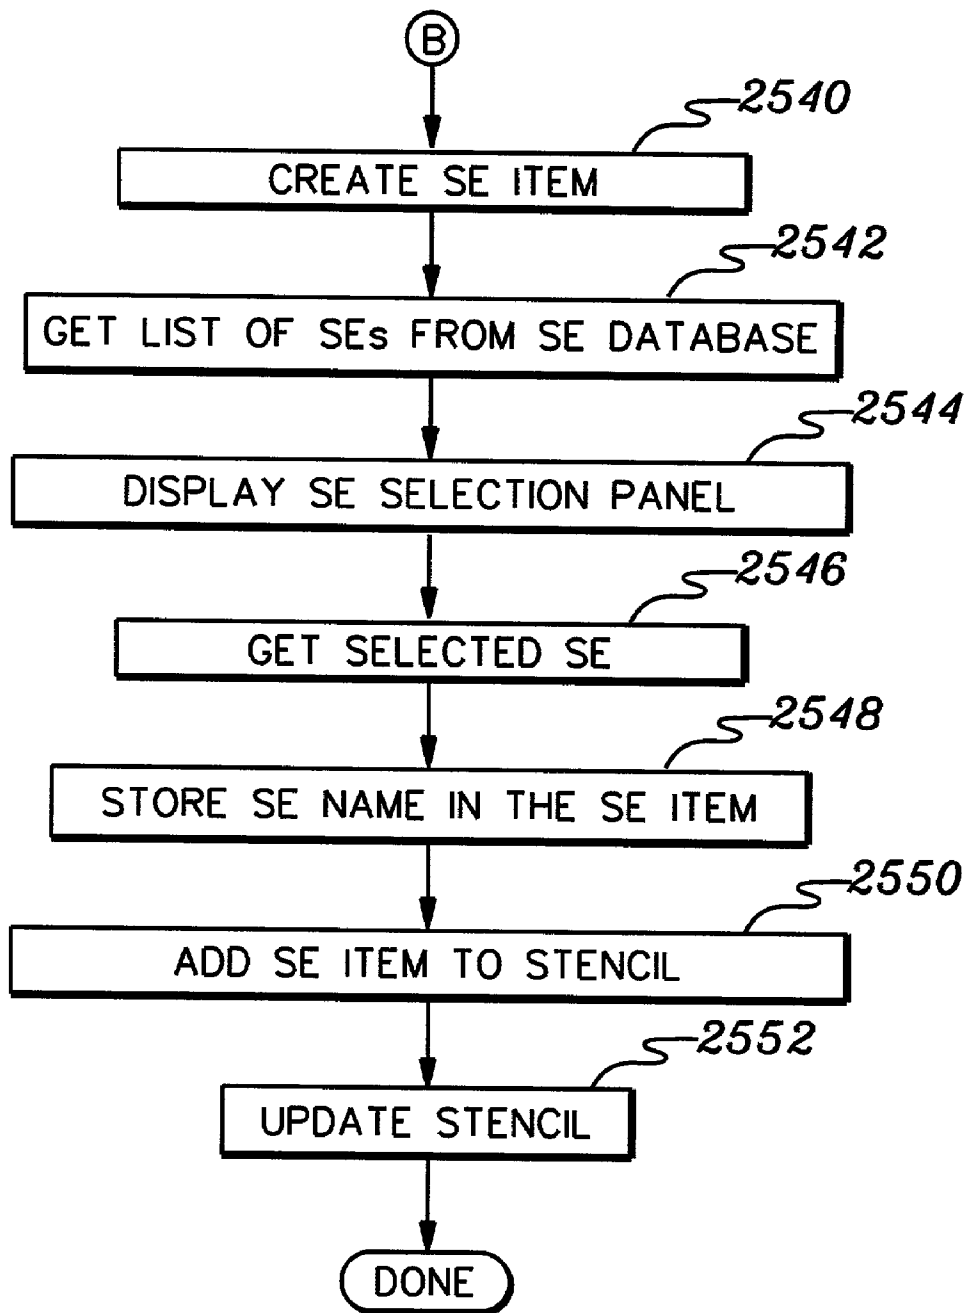 B
2540
CREATE SE ITEM
2542
GET LIST OF SEs FROM SE DATABASE
2544
DISPLAY SE SELECTION PANEL
2546
GET SELECTED SE
2548
STORE SE NAME IN THE SE ITEM
2550
ADD SE ITEM TO STENCIL
2552
UPDATE STENCIL
DONE